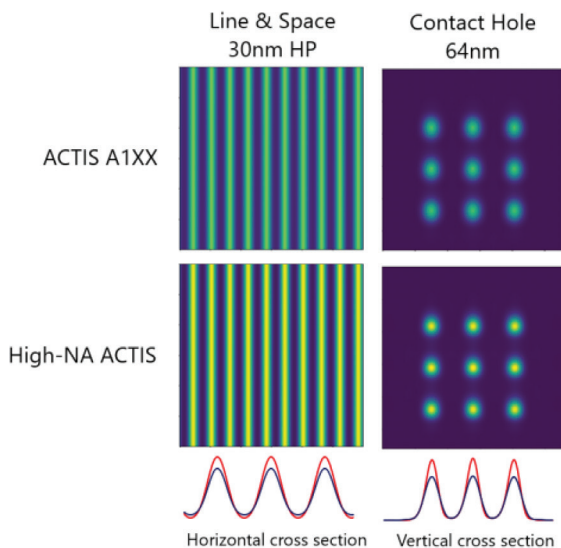 Line & Space
30nm HP
Contact Hole
64nm
ACTIS A1XX
High-NA ACTIS
Horizontal cross section
Vertical cross section